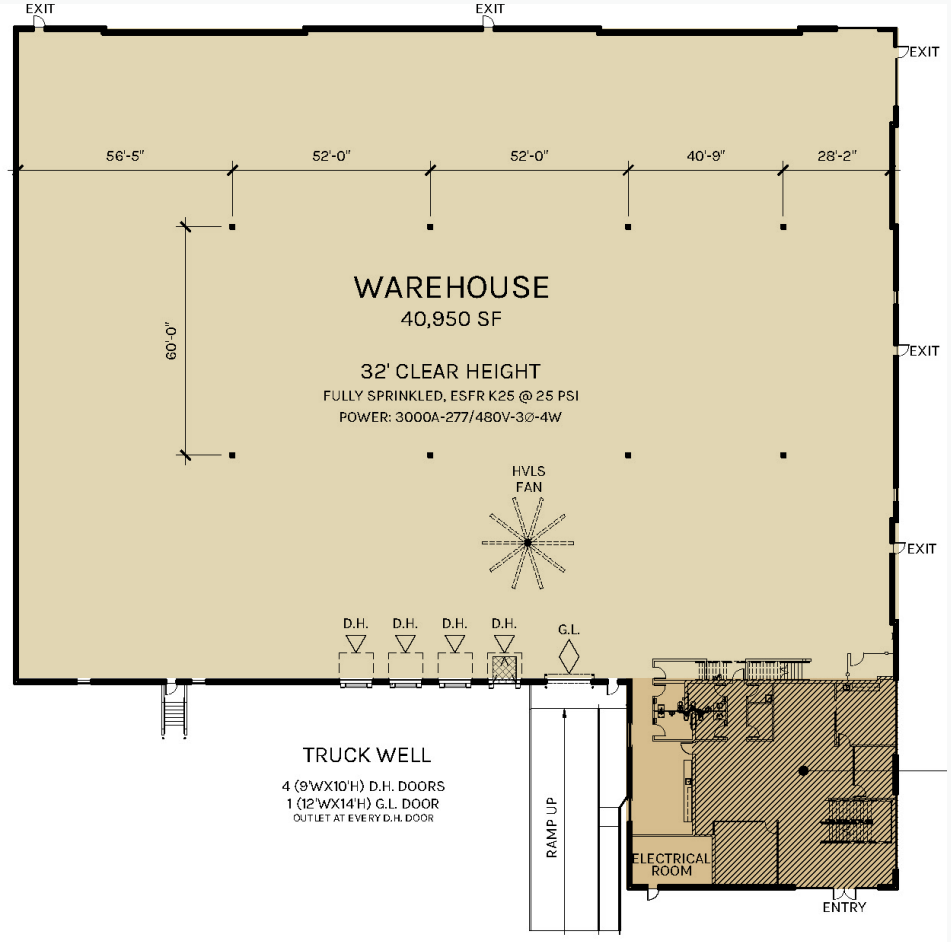 EXIT
EXIT
EXIT
56'-5"
52'-0"
52'-0"
40'-9"
28'-2"
WAREHOUSE
40,950 SF
60'-0"
32' CLEAR HEIGHT
FULLY SPRINKLED, ESFR K25 @ 25 PSI
POWER: 3000A-277/480V-3∅-4W
EXIT
HVLS
FAN
EXIT
D.H.
D.H.
D.H.
D.H.
G.L.
TRUCK WELL
4 (9'WX10'H) D.H. DOORS
1 (12'WX14'H) G.L. DOOR
OUTLET AT EVERY D.H. DOOR
RAMP UP
ELECTRICAL
ROOM
ENTRY